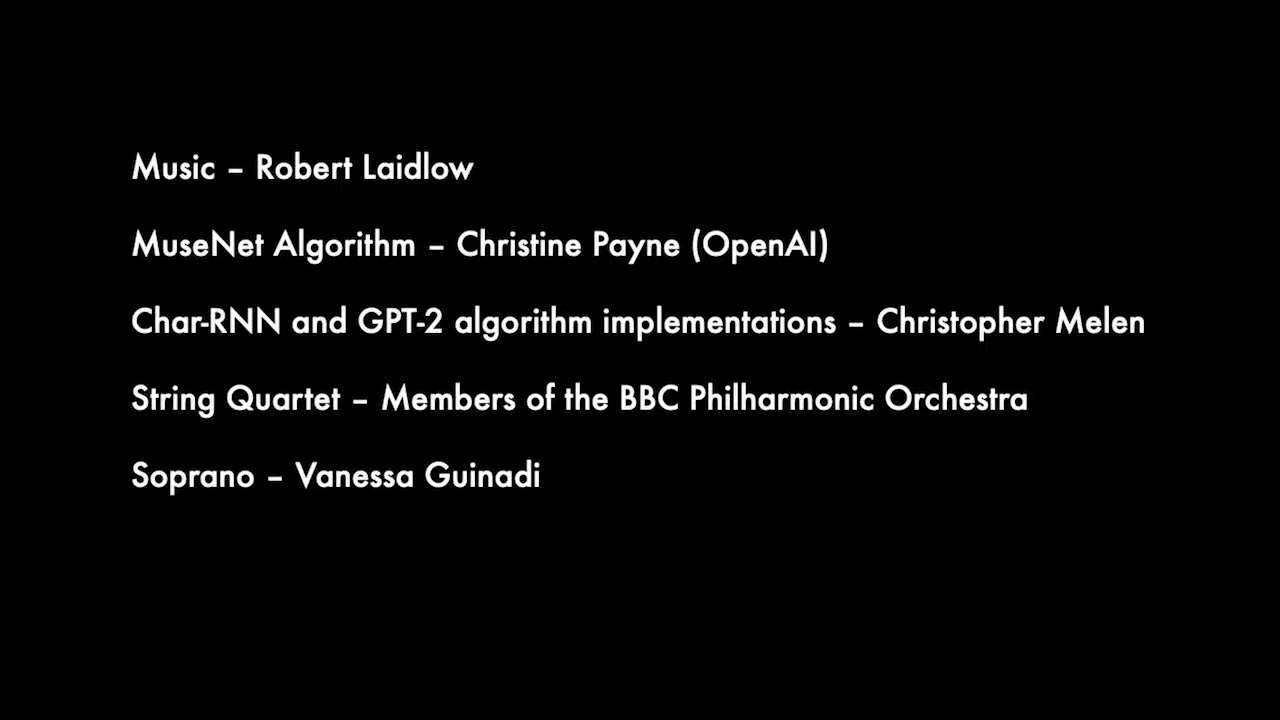 Music – Robert Laidlow
MuseNet Algorithm – Christine Payne (OpenAI)
Char-RNN and GPT-2 algorithm implementations – Christopher Melen
String Quartet – Members of the BBC Philharmonic Orchestra
Soprano – Vanessa Guinadi